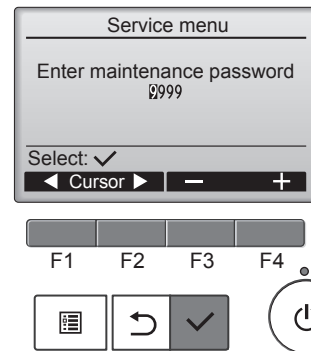 Service menu
Enter maintenance password
9999
Select: ✓
◀ Cursor ▶ − +
F1 F2 F3 F4